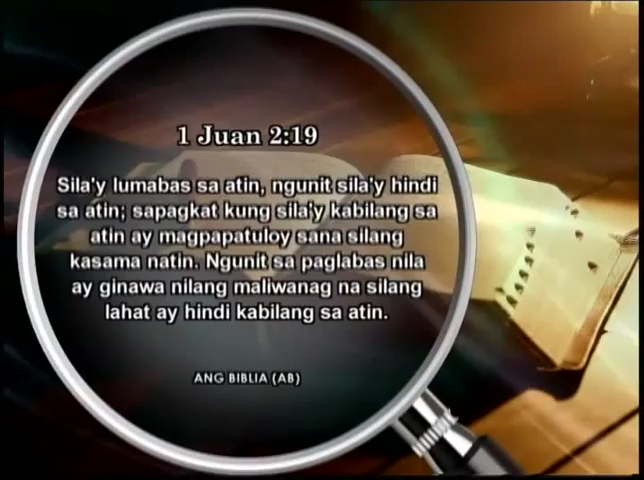 1 Juan 2:19
Sila'y lumabas sa atin, ngunit sila'y hindi
sa atin; sapagkat kung sila'y kabilang sa
atin ay magpapatuloy sana silang
kasama natin. Ngunit sa paglabas nila
ay ginawa nilang maliwanag na silang
lahat ay hindi kabilang sa atin.
ANG BIBLIA (AB)